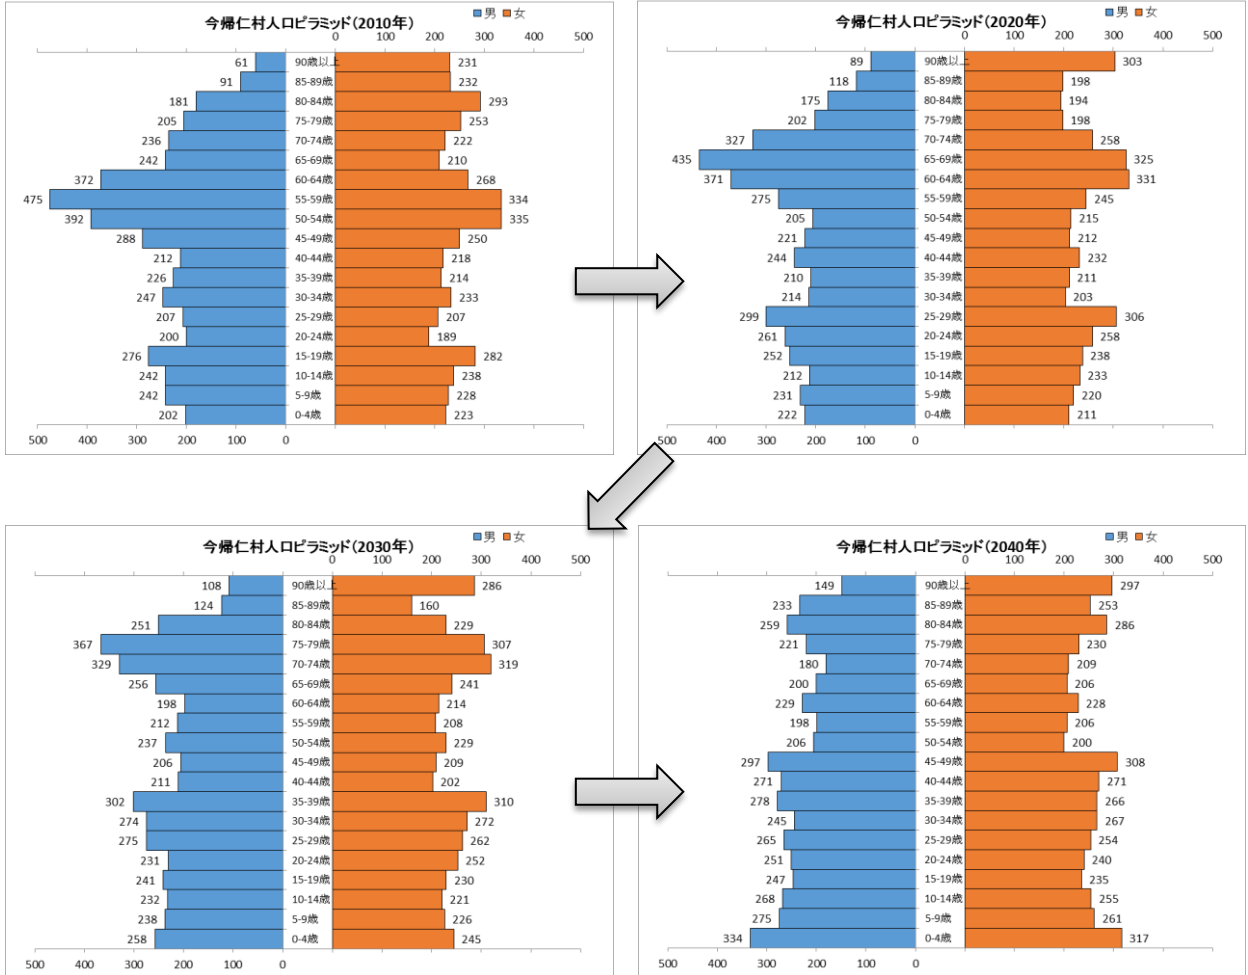 今帰仁村人口ピラミッド(2010年)
■男 ■女
0 100 200 300 400 500
61 90歳以上 231
91 85-89歳 232
181 80-84歳 293
205 75-79歳 253
236 70-74歳 222
242 65-69歳 210
372 60-64歳 268
475 55-59歳 334
392 50-54歳 335
288 45-49歳 250
212 40-44歳 218
226 35-39歳 214
247 30-34歳 233
207 25-29歳 207
200 20-24歳 189
276 15-19歳 282
242 10-14歳 238
242 5-9歳 228
202 0-4歳 223
500 400 300 200 100 0
今帰仁村人口ピラミッド(2020年)
■男 ■女
0 100 200 300 400 500
89 90歳以上 303
118 85-89歳 198
175 80-84歳 194
202 75-79歳 198
327 70-74歳 258
435 65-69歳 325
371 60-64歳 331
275 55-59歳 245
205 50-54歳 215
221 45-49歳 212
244 40-44歳 232
210 35-39歳 211
214 30-34歳 203
299 25-29歳 306
261 20-24歳 258
252 15-19歳 238
212 10-14歳 233
231 5-9歳 220
222 0-4歳 211
500 400 300 200 100 0
今帰仁村人口ピラミッド(2030年)
■男 ■女
0 100 200 300 400 500
108 90歳以上 286
124 85-89歳 160
251 80-84歳 229
367 75-79歳 307
329 70-74歳 319
256 65-69歳 241
198 60-64歳 214
212 55-59歳 208
237 50-54歳 229
206 45-49歳 209
211 40-44歳 202
302 35-39歳 310
274 30-34歳 272
275 25-29歳 262
231 20-24歳 252
241 15-19歳 230
232 10-14歳 221
238 5-9歳 226
258 0-4歳 245
500 400 300 200 100 0
今帰仁村人口ピラミッド(2040年)
■男 ■女
0 100 200 300 400 500
149 90歳以上 297
233 85-89歳 253
259 80-84歳 286
221 75-79歳 230
180 70-74歳 209
200 65-69歳 206
229 60-64歳 228
198 55-59歳 206
206 50-54歳 200
297 45-49歳 308
271 40-44歳 271
278 35-39歳 266
245 30-34歳 267
265 25-29歳 254
251 20-24歳 240
247 15-19歳 235
268 10-14歳 255
275 5-9歳 261
334 0-4歳 317
500 400 300 200 100 0